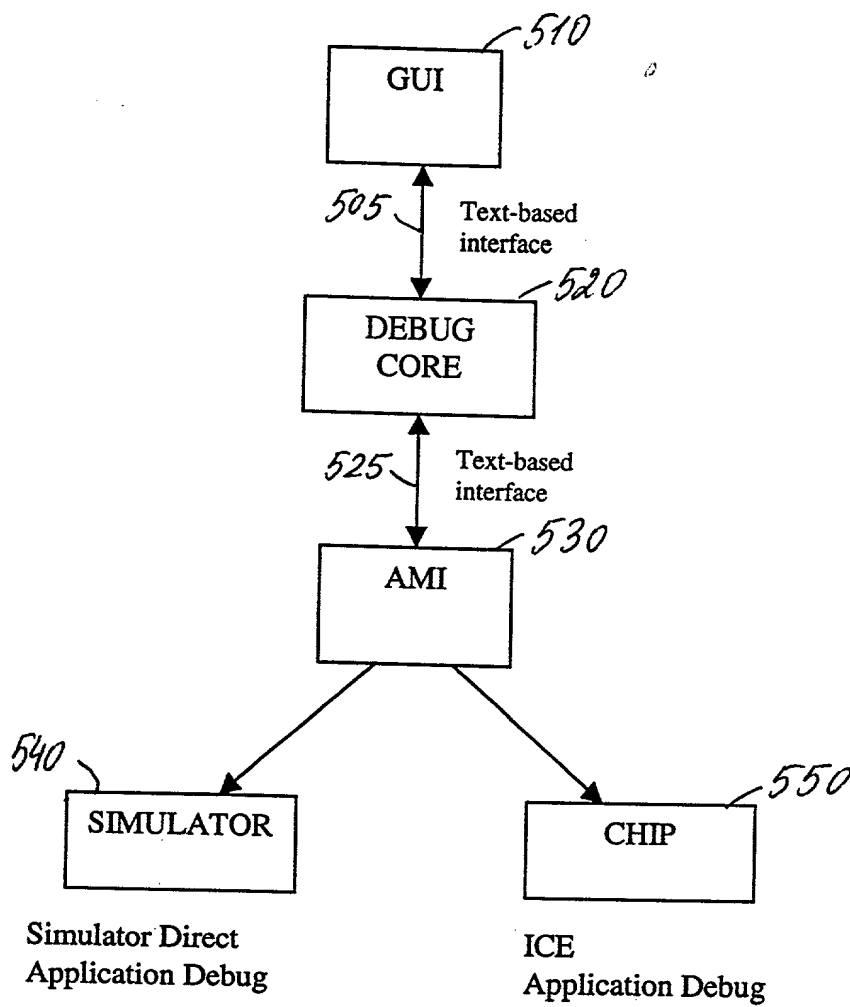 510
GUI
505
Text-based
interface
520
DEBUG
CORE
525
Text-based
interface
530
AMI
540
550
SIMULATOR
CHIP
Simulator Direct
Application Debug
ICE
Application Debug